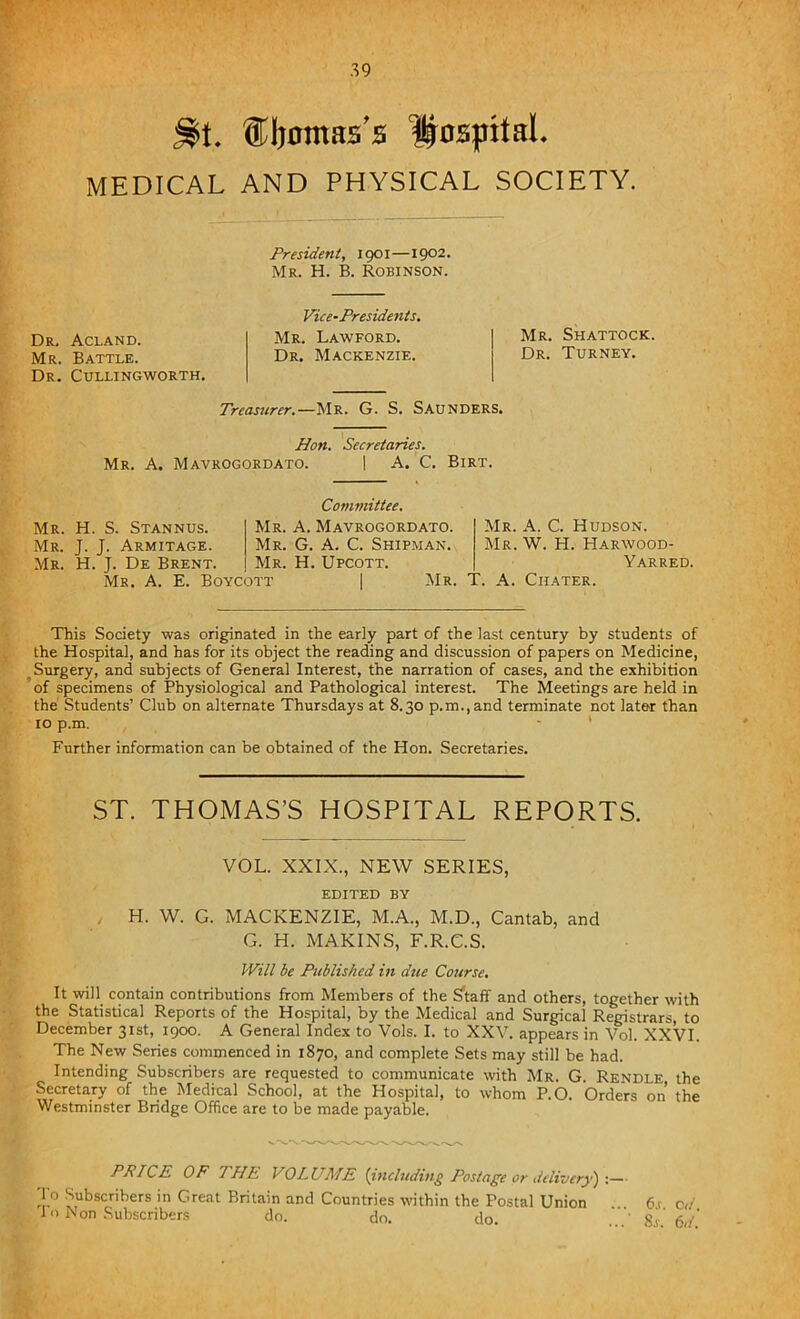 39
St. Thomas's Hospital.
MEDICAL AND PHYSICAL SOCIETY.
President, 1901—1902.
Mr. H. B. Robinson.
Vice-Presidents.
Dr. Acland.
Mr. Battle.
Dr. Cullingworth.
Mr. Lawford.
Dr. Mackenzie.
Mr. Shattock.
Dr. Turney.
Treasurer.—Mr. G. S. Saunders.
Hon. Secretaries.
Mr. A. Mavrogordato. | A. C. Birt.
Committee.
Mr. H. S. Stannus.
Mr. J. J. Armitage.
Mr. H. J. De Brent.
Mr. A. Mavrogordato.
Mr. G. A. C. Shipman.
Mr. H. Upcott.
Mr. A. C. Hudson.
Mr. W. H. Harwood-
Yarred.
Mr. A. E. Boycott | Mr. T. A. Chater.
This Society was originated in the early part of the last century by students of
the Hospital, and has for its object the reading and discussion of papers on Medicine,
Surgery, and subjects of General Interest, the narration of cases, and the exhibition
of specimens of Physiological and Pathological interest. The Meetings are held in
the Students' Club on alternate Thursdays at 8.30 p.m., and terminate not later than
10 p.m.
Further information can be obtained of the Hon. Secretaries.
ST. THOMAS'S HOSPITAL REPORTS.
VOL. XXIX., NEW SERIES,
EDITED BY
H. W. G. MACKENZIE, M.A., M.D., Cantab, and
G. H. MAKINS, F.R.C.S.
Will be Published in due Course.
It will contain contributions from Members of the Staff and others, together with
the Statistical Reports of the Hospital, by the Medical and Surgical Registrars, to
December 31st, 1900. A General Index to Vols. I. to XXV. appears in Vol. XXVI.
The New Series commenced in 1870, and complete Sets may still be had.
Intending Subscribers are requested to communicate with Mr. G. Rendle, the
Secretary of the Medical School, at the Hospital, to whom P.O. Orders on the
Westminster Bridge Office are to be made payable.
PRICE OF THE VOLUME (including Postage or delivery) :—
To Subscribers in Great Britain and Countries within the Postal Union ... 6s. 0d.
To Non Subscribers do. do. do. ... 8s. 6d.